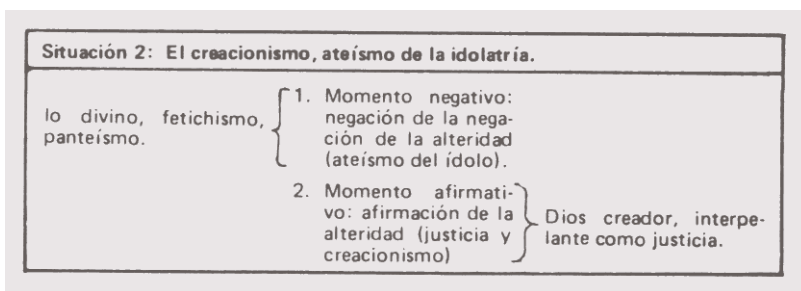 Situación 2: El creacionismo, ateísmo de la idolatría.
lo divino, fetichismo,
panteísmo.
1. Momento negativo:
negación de la nega-
ción de la alteridad
(ateísmo del ídolo).
2. Momento afirmati-
vo: afirmación de la
alteridad (justicia y
creacionismo)
Dios creador, interpe-
lante como justicia.